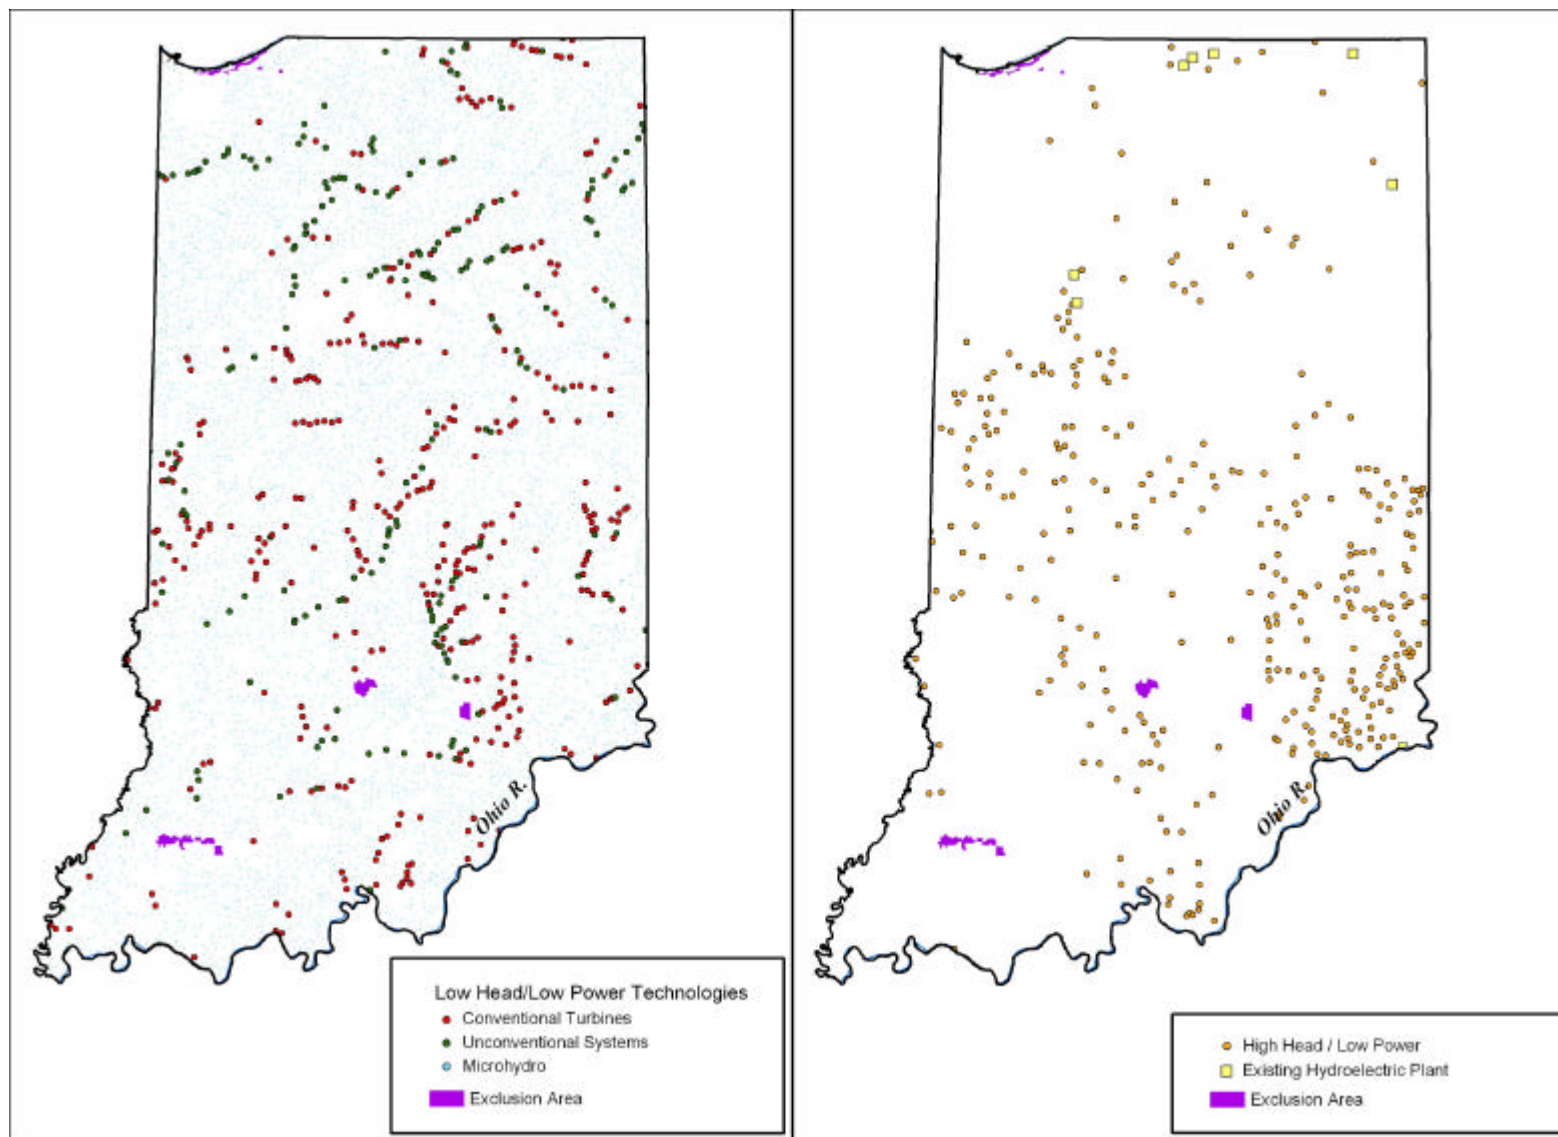 Ohio R.
Low Head/Low Power Technologies
Conventional Turbines
Unconventional Systems
Microhydro
Exclusion Area
Ohio R.
High Head / Low Power
Existing Hydroelectric Plant
Exclusion Area